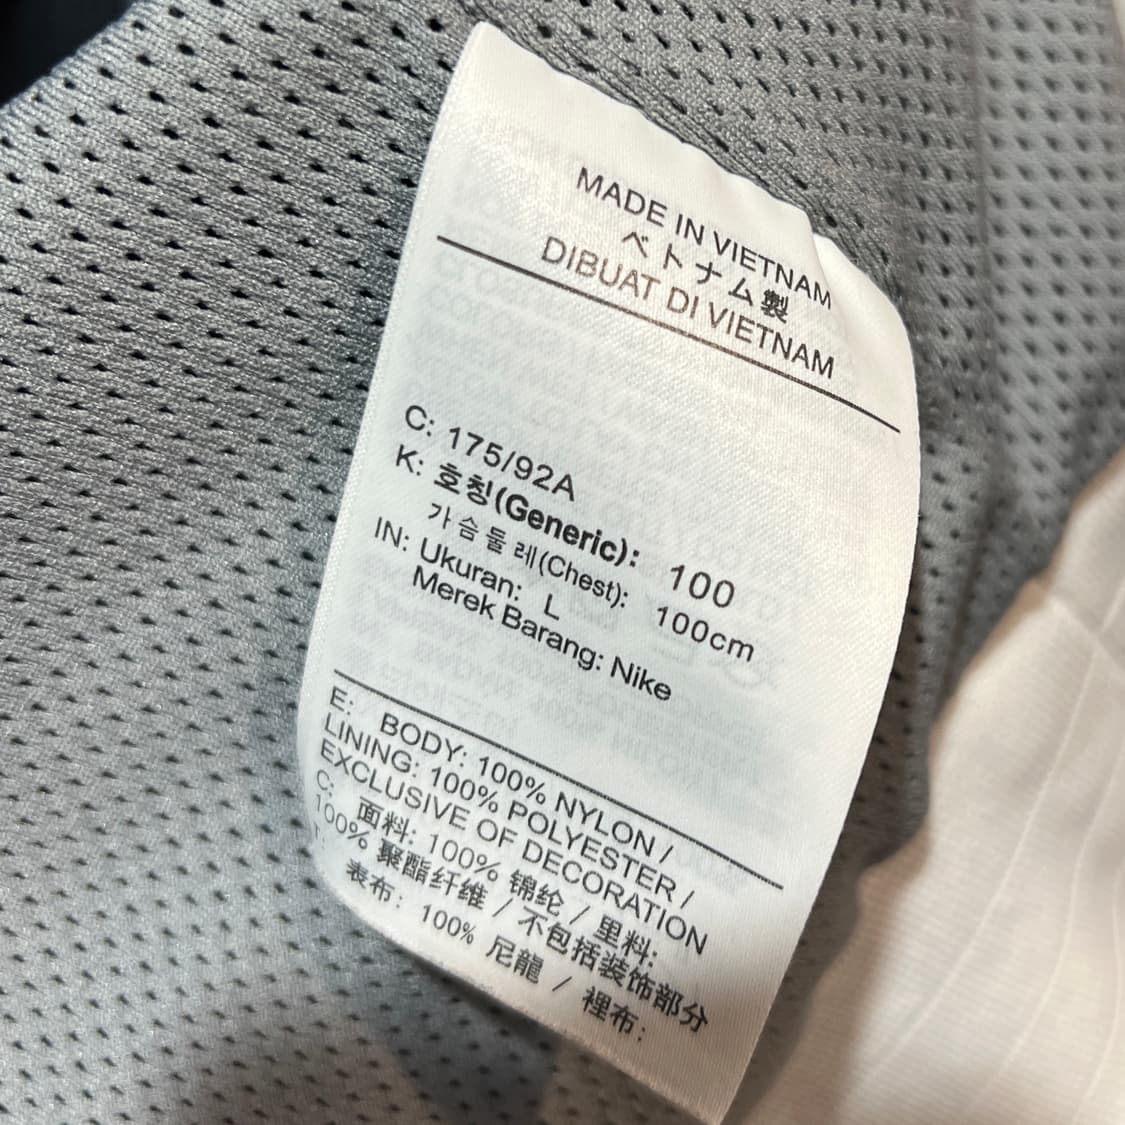 MADE IN VIETNAM
ベトナム製
DIBUAT DI VIETNAM
C: 175/92A
K: 호칭(Generic): 100
가슴둘레(Chest): 100cm
IN: Ukuran: L
Merek Barang: Nike
E: BODY: 100% NYLON /
LINING: 100% POLYESTER /
EXCLUSIVE OF DECORATION
C: 面料: 100% 锦纶 / 里料:
100% 聚酯纤维 / 不包括装饰部分
T: 表布: 100% 尼龍 / 裡布: